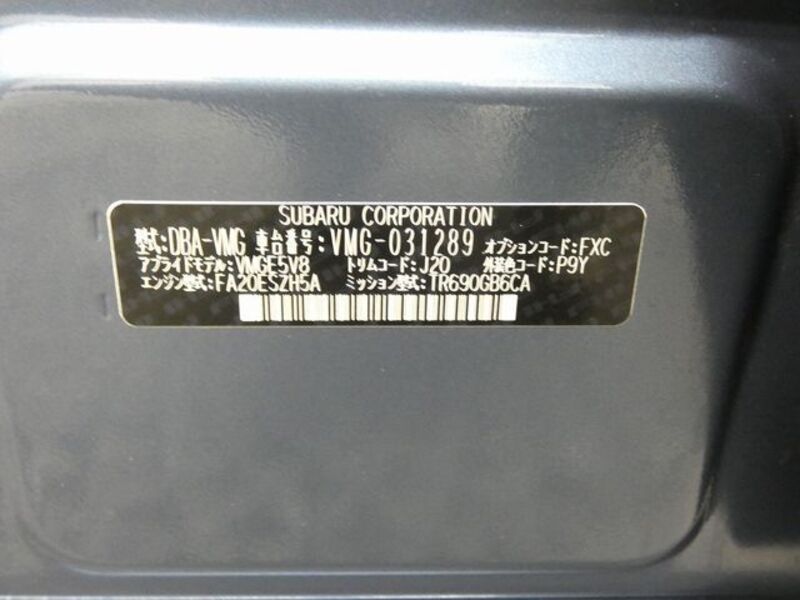 SUBARU CORPORATION
型式:DBA-VMG 車台番号:VMG-031289 オプションコード:FXC
アプライドモデル:VMGE5V8 トリムコード:J20 外装色コード:P9Y
エンジン型式:FA20ESZH5A ミッション型式:TR690GB6CA